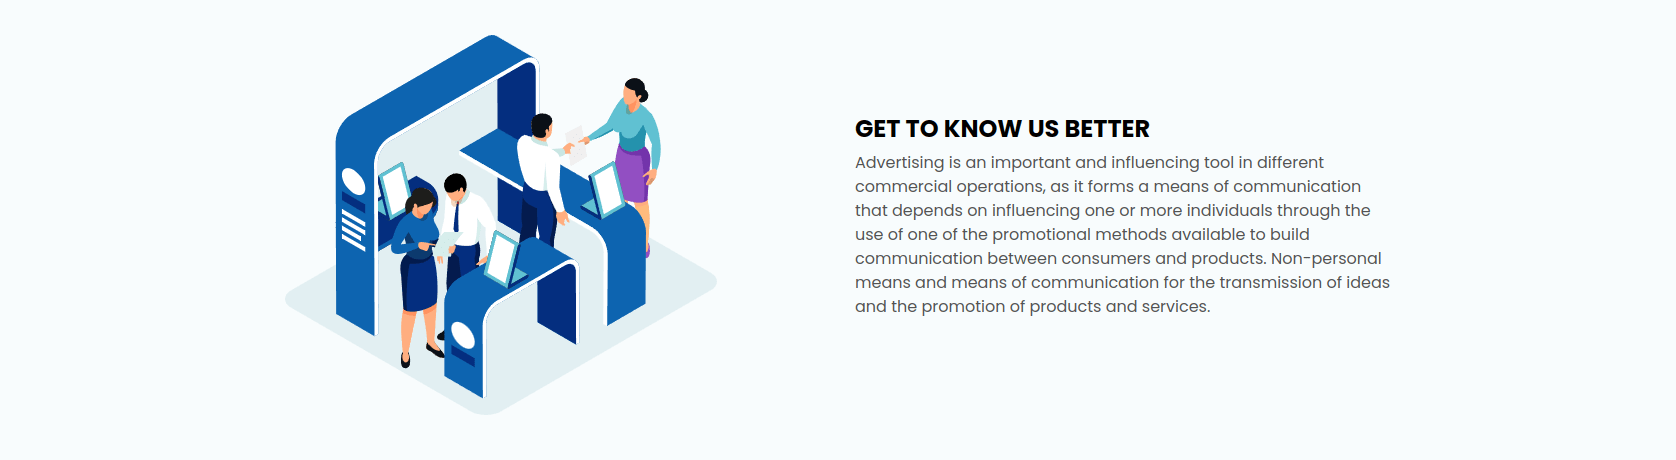 GET TO KNOW US BETTER
Advertising is an important and influencing tool in different
commercial operations, as it forms a means of communication
that depends on influencing one or more individuals through the
use of one of the promotional methods available to build
communication between consumers and products. Non-personal
means and means of communication for the transmission of ideas
and the promotion of products and services.